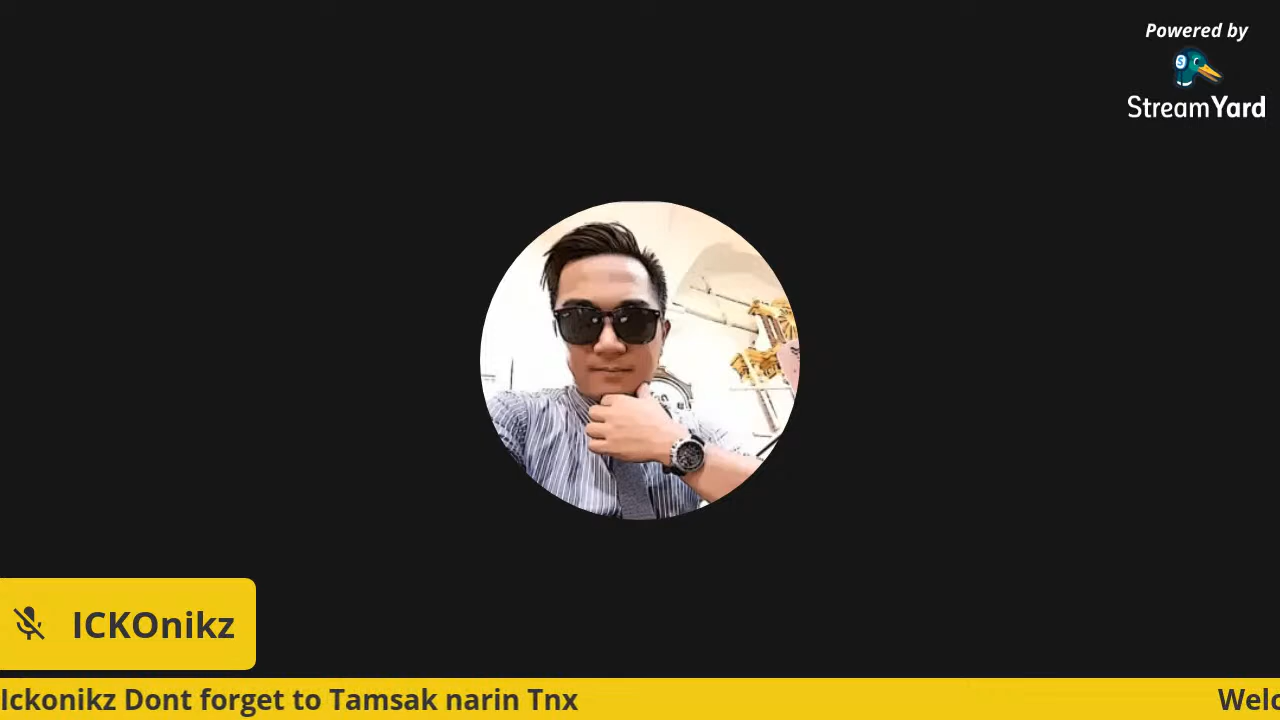 Powered by
StreamYard
ICKOnikz
Ickonikz Dont forget to Tamsak narin Tnx